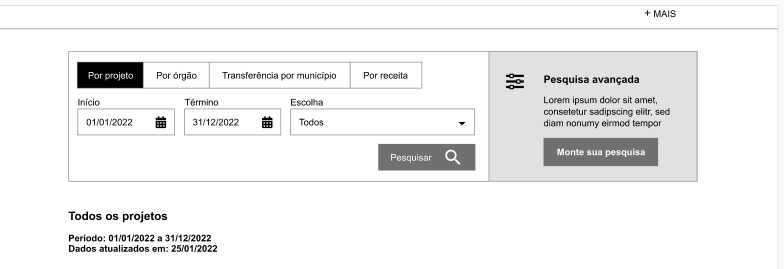 + MAIS
Por projeto Por órgão Transferência por município Por receita
Início Término Escolha
01/01/2022 31/12/2022 Todos
Pesquisar
Pesquisa avançada
Lorem ipsum dolor sit amet,
consetetur sadipscing elitr, sed
diam nonumy eirmod tempor
Monte sua pesquisa
Todos os projetos
Período: 01/01/2022 a 31/12/2022
Dados atualizados em: 25/01/2022